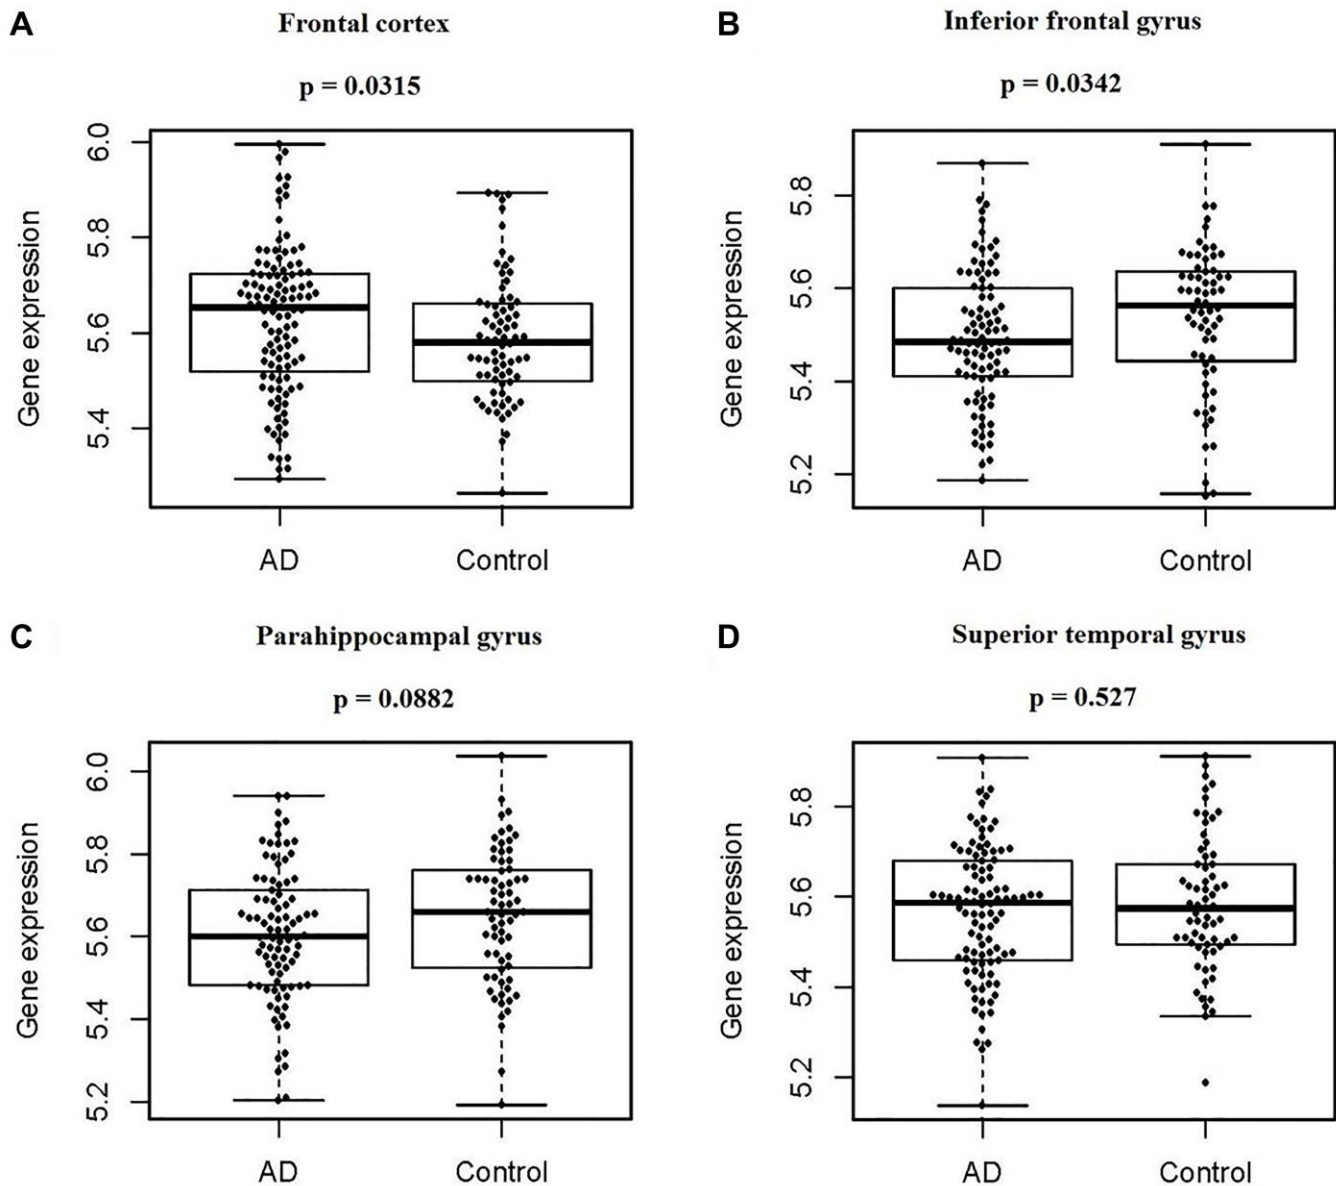 A
Frontal cortex
p = 0.0315
Gene expression
6.0
5.8
5.6
5.4
AD Control
B
Inferior frontal gyrus
p = 0.0342
Gene expression
5.8
5.6
5.4
5.2
AD Control
C
Parahippocampal gyrus
p = 0.0882
Gene expression
6.0
5.8
5.6
5.4
5.2
AD Control
D
Superior temporal gyrus
p = 0.527
Gene expression
5.8
5.6
5.4
5.2
AD Control